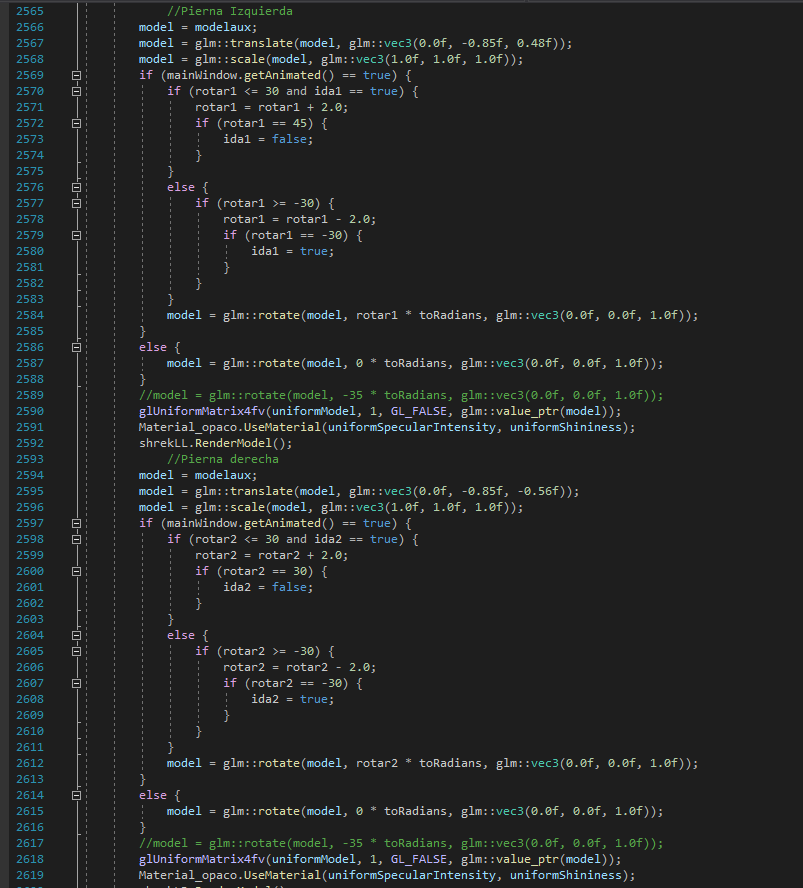 2565 //Pierna Izquierda
2566 model = modelaux;
2567 model = glm::translate(model, glm::vec3(0.0f, -0.85f, 0.48f));
2568 model = glm::scale(model, glm::vec3(1.0f, 1.0f, 1.0f));
2569 if (mainWindow.getAnimated() == true) {
2570 if (rotar1 <= 30 and ida1 == true) {
2571 rotar1 = rotar1 + 2.0;
2572 if (rotar1 == 45) {
2573 ida1 = false;
2574 }
2575 }
2576 else {
2577 if (rotar1 >= -30) {
2578 rotar1 = rotar1 - 2.0;
2579 if (rotar1 == -30) {
2580 ida1 = true;
2581 }
2582 }
2583 }
2584 model = glm::rotate(model, rotar1 * toRadians, glm::vec3(0.0f, 0.0f, 1.0f));
2585 }
2586 else {
2587 model = glm::rotate(model, 0 * toRadians, glm::vec3(0.0f, 0.0f, 1.0f));
2588 }
2589 //model = glm::rotate(model, -35 * toRadians, glm::vec3(0.0f, 0.0f, 1.0f));
2590 glUniformMatrix4fv(uniformModel, 1, GL_FALSE, glm::value_ptr(model));
2591 Material_opaco.UseMaterial(uniformSpecularIntensity, uniformShininess);
2592 shrekLL.RenderModel();
2593 //Pierna derecha
2594 model = modelaux;
2595 model = glm::translate(model, glm::vec3(0.0f, -0.85f, -0.56f));
2596 model = glm::scale(model, glm::vec3(1.0f, 1.0f, 1.0f));
2597 if (mainWindow.getAnimated() == true) {
2598 if (rotar2 <= 30 and ida2 == true) {
2599 rotar2 = rotar2 + 2.0;
2600 if (rotar2 == 30) {
2601 ida2 = false;
2602 }
2603 }
2604 else {
2605 if (rotar2 >= -30) {
2606 rotar2 = rotar2 - 2.0;
2607 if (rotar2 == -30) {
2608 ida2 = true;
2609 }
2610 }
2611 }
2612 model = glm::rotate(model, rotar2 * toRadians, glm::vec3(0.0f, 0.0f, 1.0f));
2613 }
2614 else {
2615 model = glm::rotate(model, 0 * toRadians, glm::vec3(0.0f, 0.0f, 1.0f));
2616 }
2617 //model = glm::rotate(model, -35 * toRadians, glm::vec3(0.0f, 0.0f, 1.0f));
2618 glUniformMatrix4fv(uniformModel, 1, GL_FALSE, glm::value_ptr(model));
2619 Material_opaco.UseMaterial(uniformSpecularIntensity, uniformShininess);